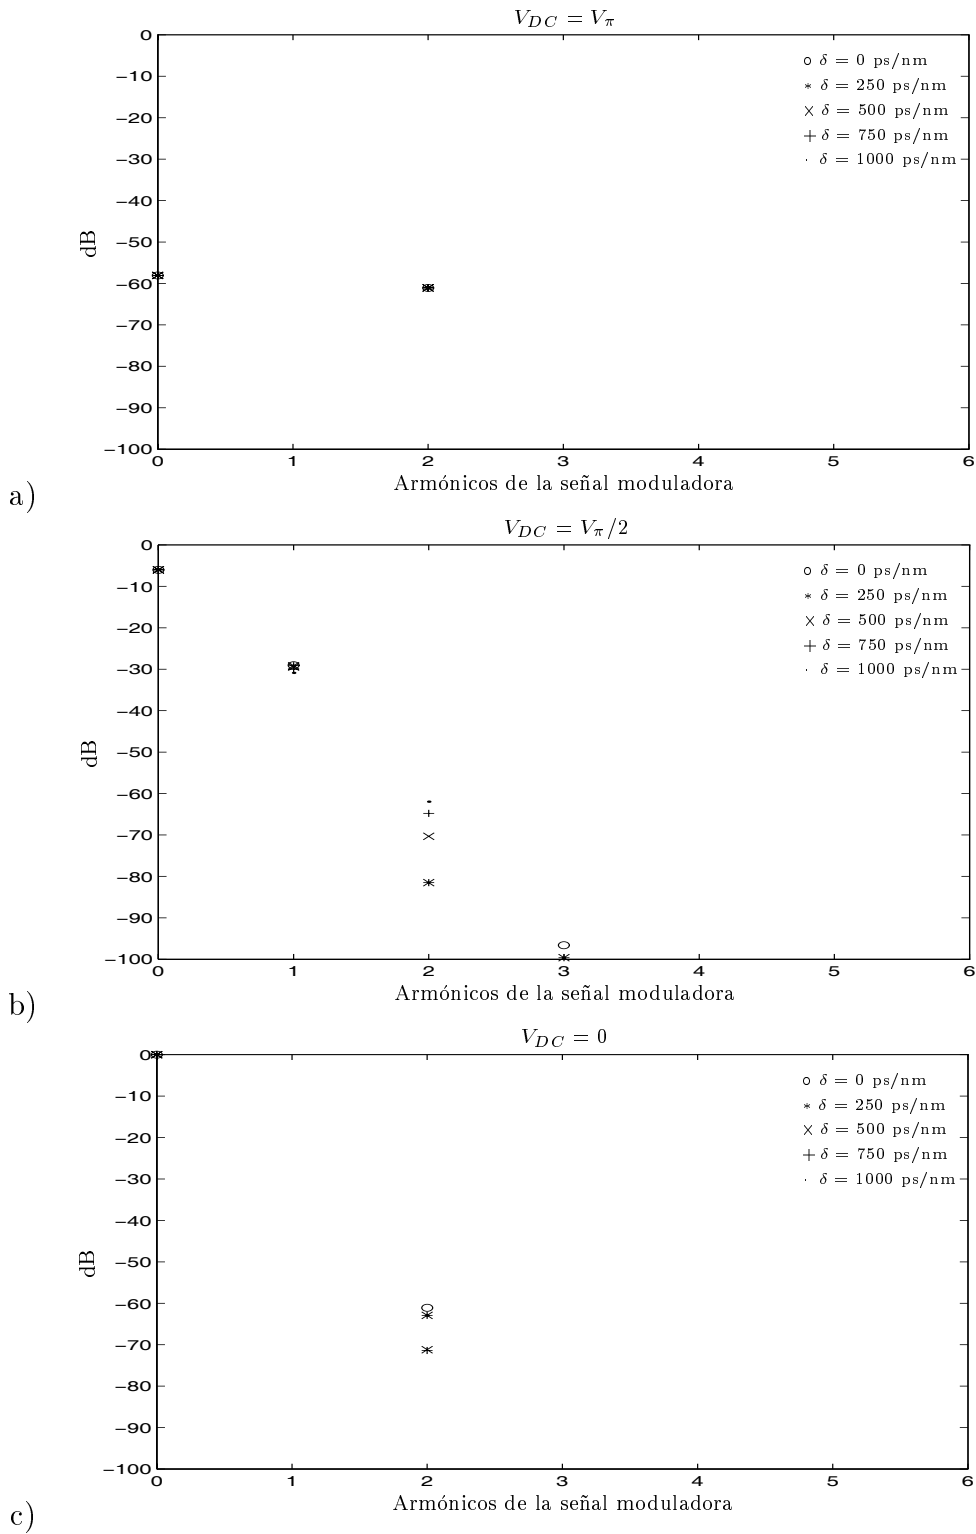 V_DC = V_π
0
−10
−20
−30
−40
−50
−60
−70
−80
−90
−100
dB
δ = 0 ps/nm
δ = 250 ps/nm
δ = 500 ps/nm
δ = 750 ps/nm
δ = 1000 ps/nm
0 1 2 3 4 5 6
Armónicos de la señal moduladora
a)
V_DC = V_π/2
0
−10
−20
−30
−40
−50
−60
−70
−80
−90
−100
dB
δ = 0 ps/nm
δ = 250 ps/nm
δ = 500 ps/nm
δ = 750 ps/nm
δ = 1000 ps/nm
0 1 2 3 4 5 6
Armónicos de la señal moduladora
b)
V_DC = 0
0
−10
−20
−30
−40
−50
−60
−70
−80
−90
−100
dB
δ = 0 ps/nm
δ = 250 ps/nm
δ = 500 ps/nm
δ = 750 ps/nm
δ = 1000 ps/nm
0 1 2 3 4 5 6
Armónicos de la señal moduladora
c)